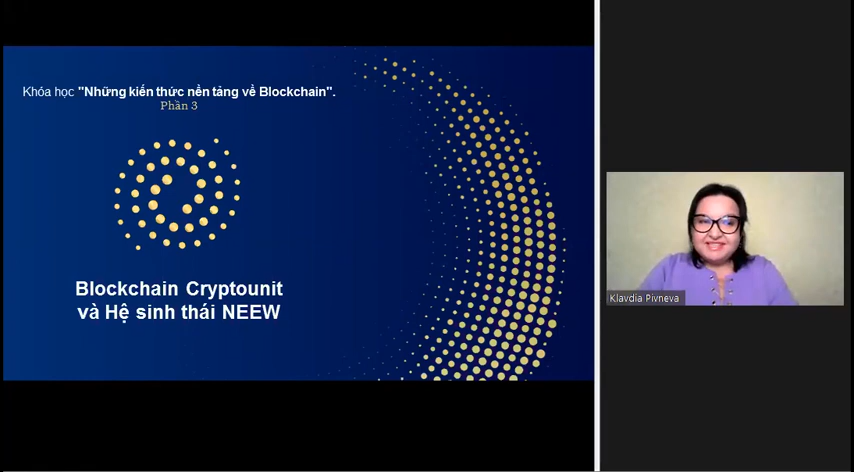 Khóa học "Những kiến thức nền tảng về Blockchain".
Phần 3
Blockchain Cryptounit
và Hệ sinh thái NEEW
Klavdia Pivneva